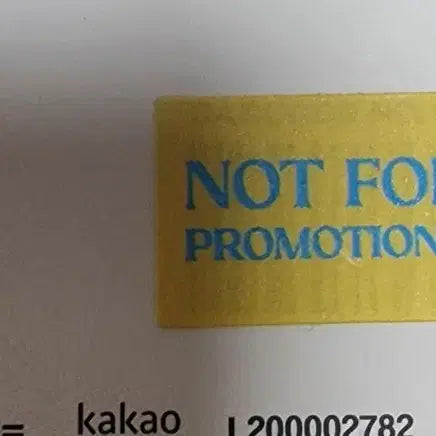 NOT FO
PROMOTION
= kakao L200002782